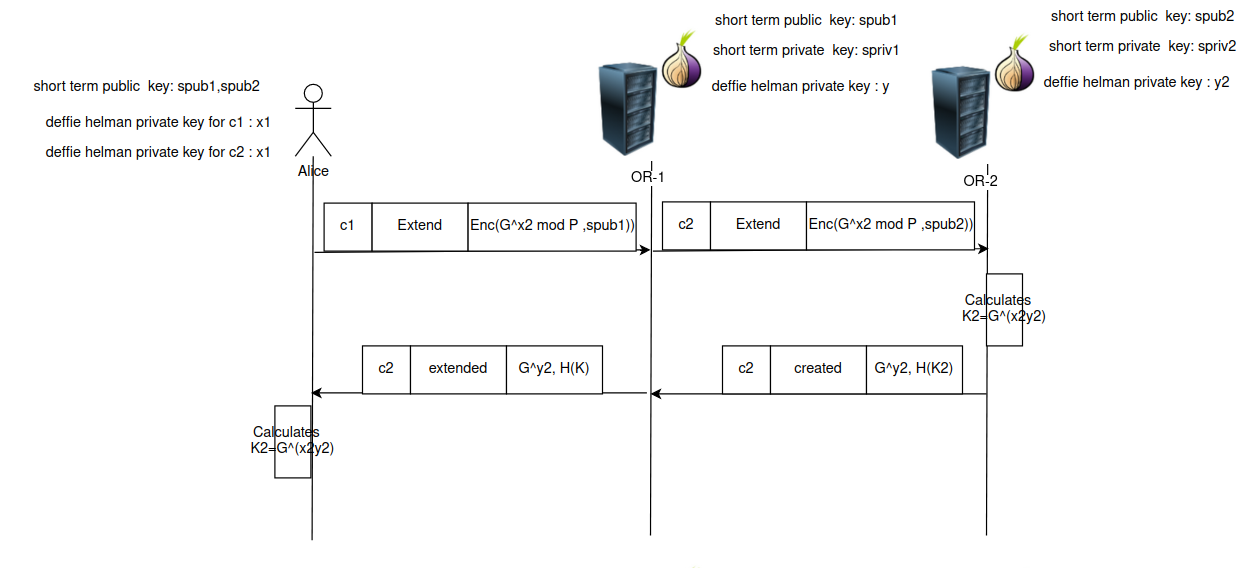 short term public key: spub1
short term private key: spriv1
deffie helman private key : y
short term public key: spub2
short term private key: spriv2
deffie helman private key : y2
short term public key: spub1,spub2
deffie helman private key for c1 : x1
deffie helman private key for c2 : x1
Alice
OR-1
OR-2
c1 Extend Enc(G^x2 mod P ,spub1))
c2 Extend Enc(G^x2 mod P ,spub2))
Calculates
K2=G^(x2y2)
c2 extended G^y2, H(K)
c2 created G^y2, H(K2)
Calculates
K2=G^(x2y2)